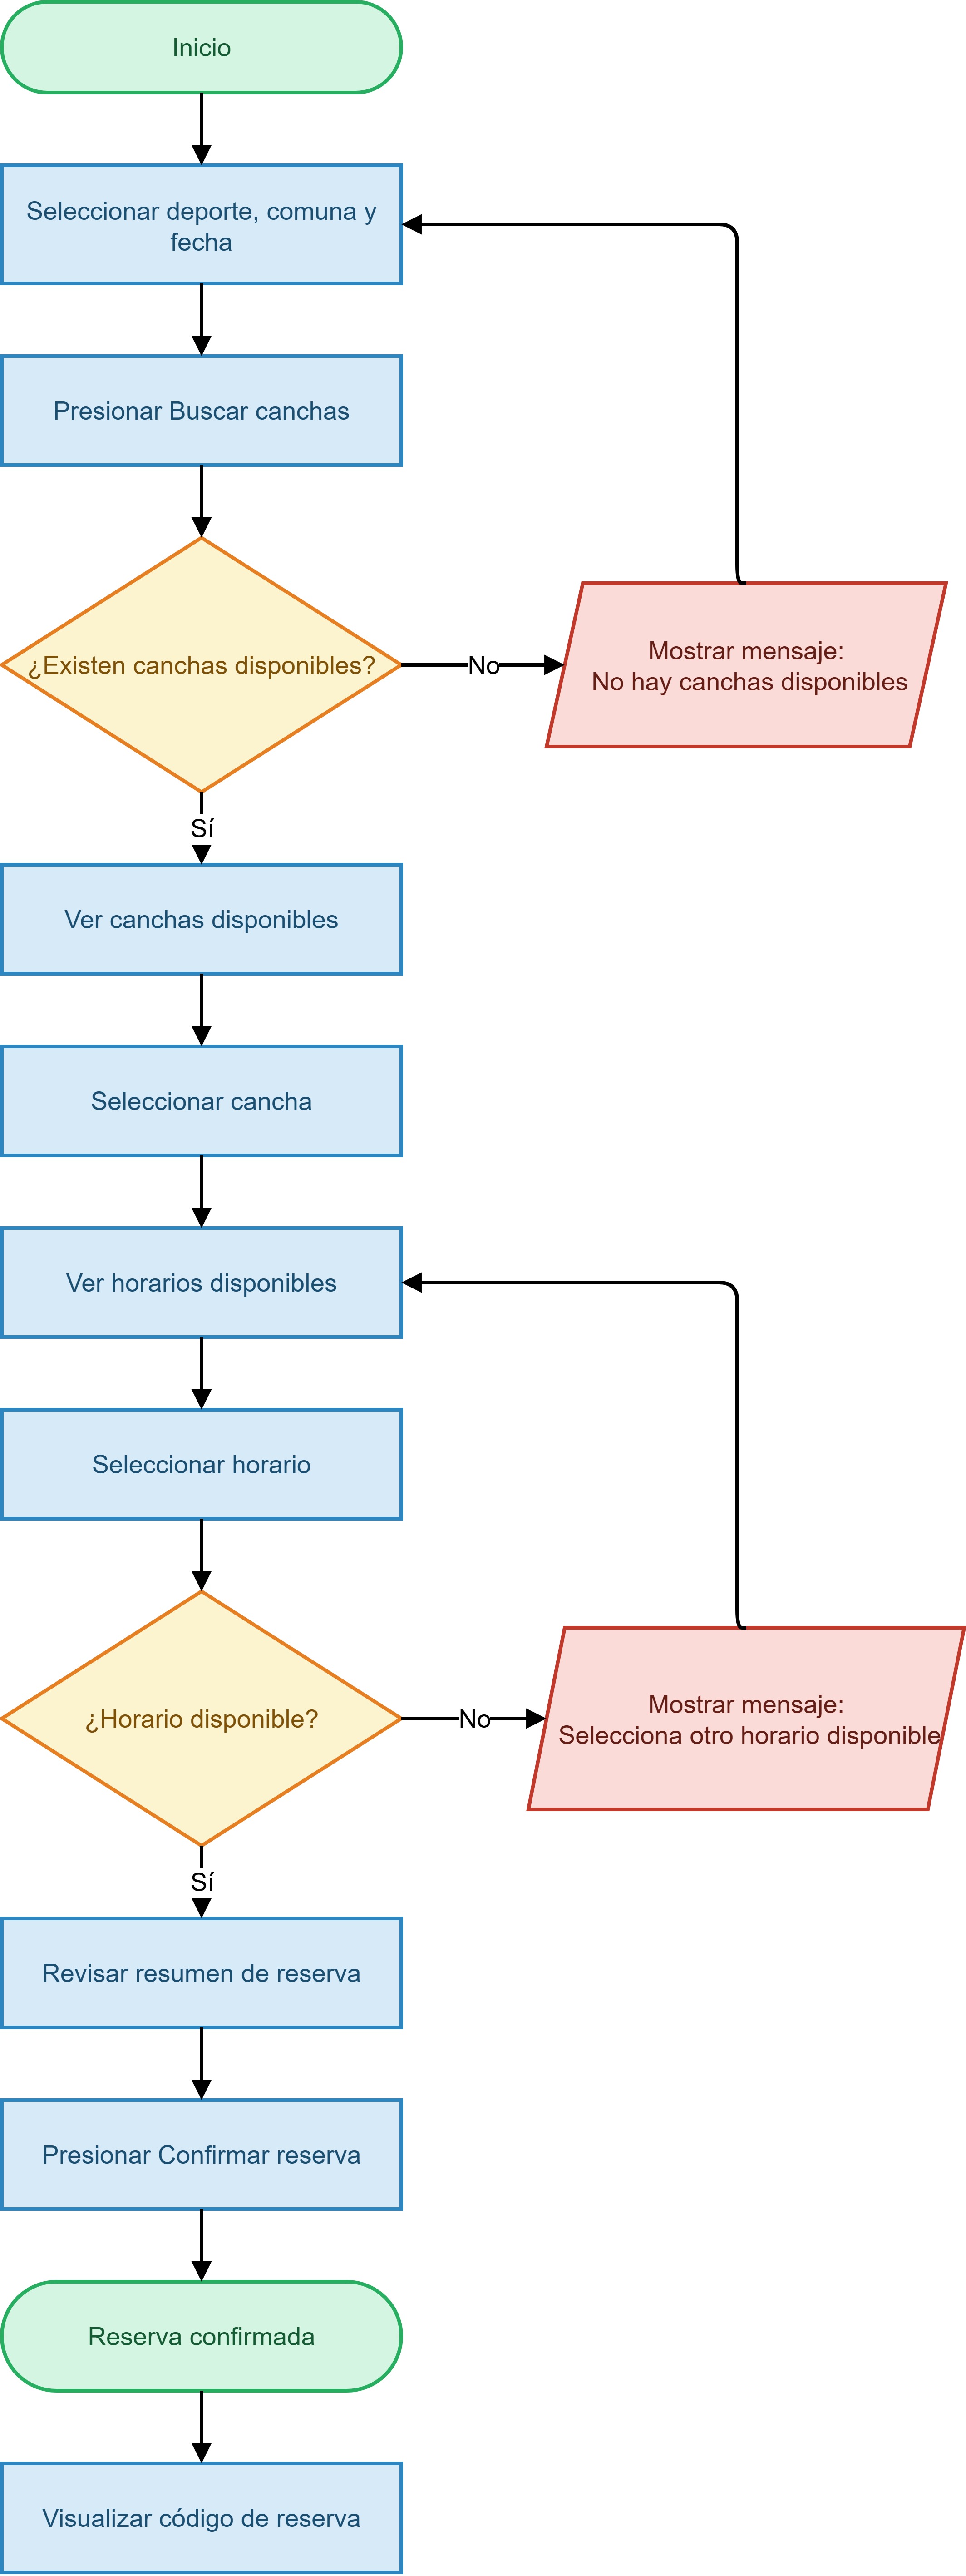 Inicio
Seleccionar deporte, comuna y
fecha
Presionar Buscar canchas
¿Existen canchas disponibles?
No
Mostrar mensaje:
No hay canchas disponibles
Sí
Ver canchas disponibles
Seleccionar cancha
Ver horarios disponibles
Seleccionar horario
¿Horario disponible?
No
Mostrar mensaje:
Selecciona otro horario disponible
Sí
Revisar resumen de reserva
Presionar Confirmar reserva
Reserva confirmada
Visualizar código de reserva